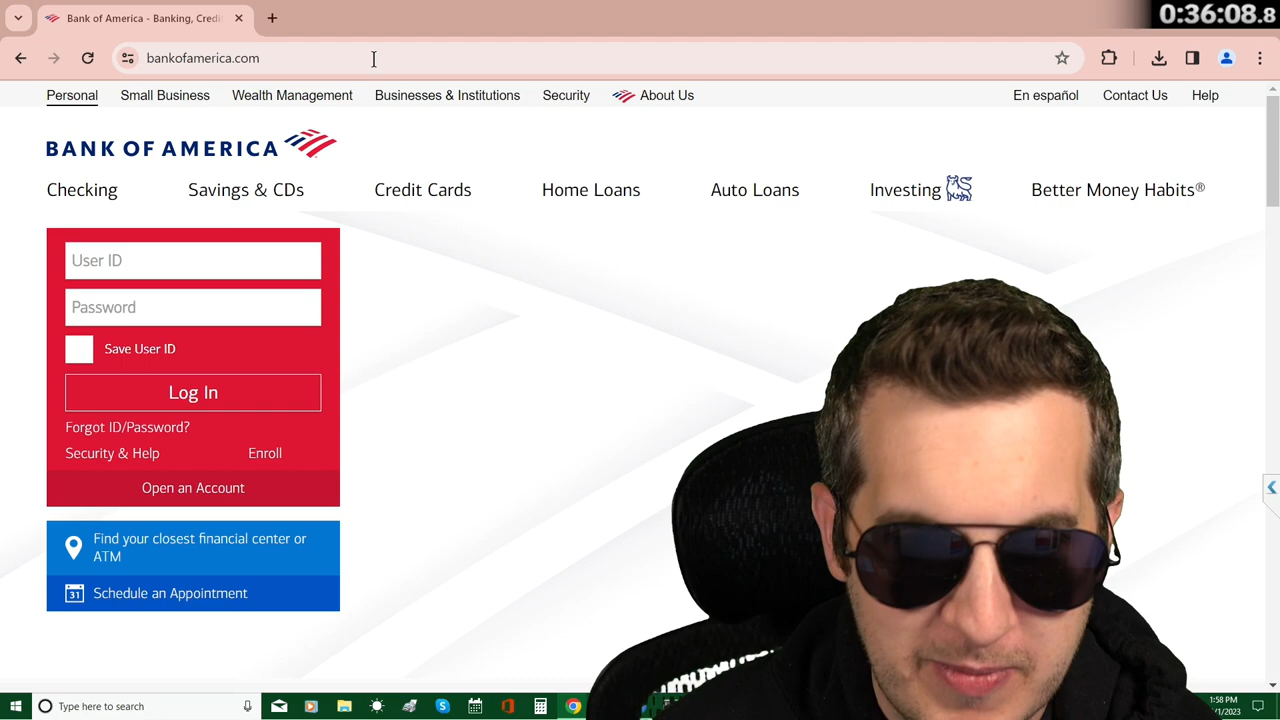 Bank of America - Banking, Credi
0:36:08.8
bankofamerica.com
Personal Small Business Wealth Management Businesses & Institutions Security About Us En español Contact Us Help
BANK OF AMERICA
Checking Savings & CDs Credit Cards Home Loans Auto Loans Investing Better Money Habits®
User ID
Password
Save User ID
Log In
Forgot ID/Password?
Security & Help Enroll
Open an Account
Find your closest financial center or
ATM
31 Schedule an Appointment
Type here to search
1:58 PM
/1/2023